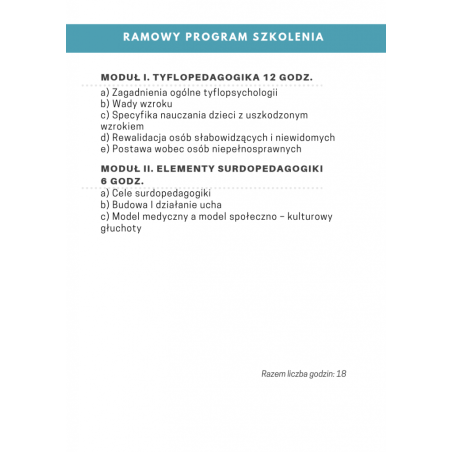 RAMOWY PROGRAM SZKOLENIA
MODUŁ I. TYFLOPEDAGOGIKA 12 GODZ.
a) Zagadnienia ogólne tyflopsychologii
b) Wady wzroku
c) Specyfika nauczania dzieci z uszkodzonym
wzrokiem
d) Rewalidacja osób słabowidzących i niewidomych
e) Postawa wobec osób niepełnosprawnych
MODUŁ II. ELEMENTY SURDOPEDAGOGIKI
6 GODZ.
a) Cele surdopedagogiki
b) Budowa I działanie ucha
c) Model medyczny a model społeczno – kulturowy
głuchoty
Razem liczba godzin: 18